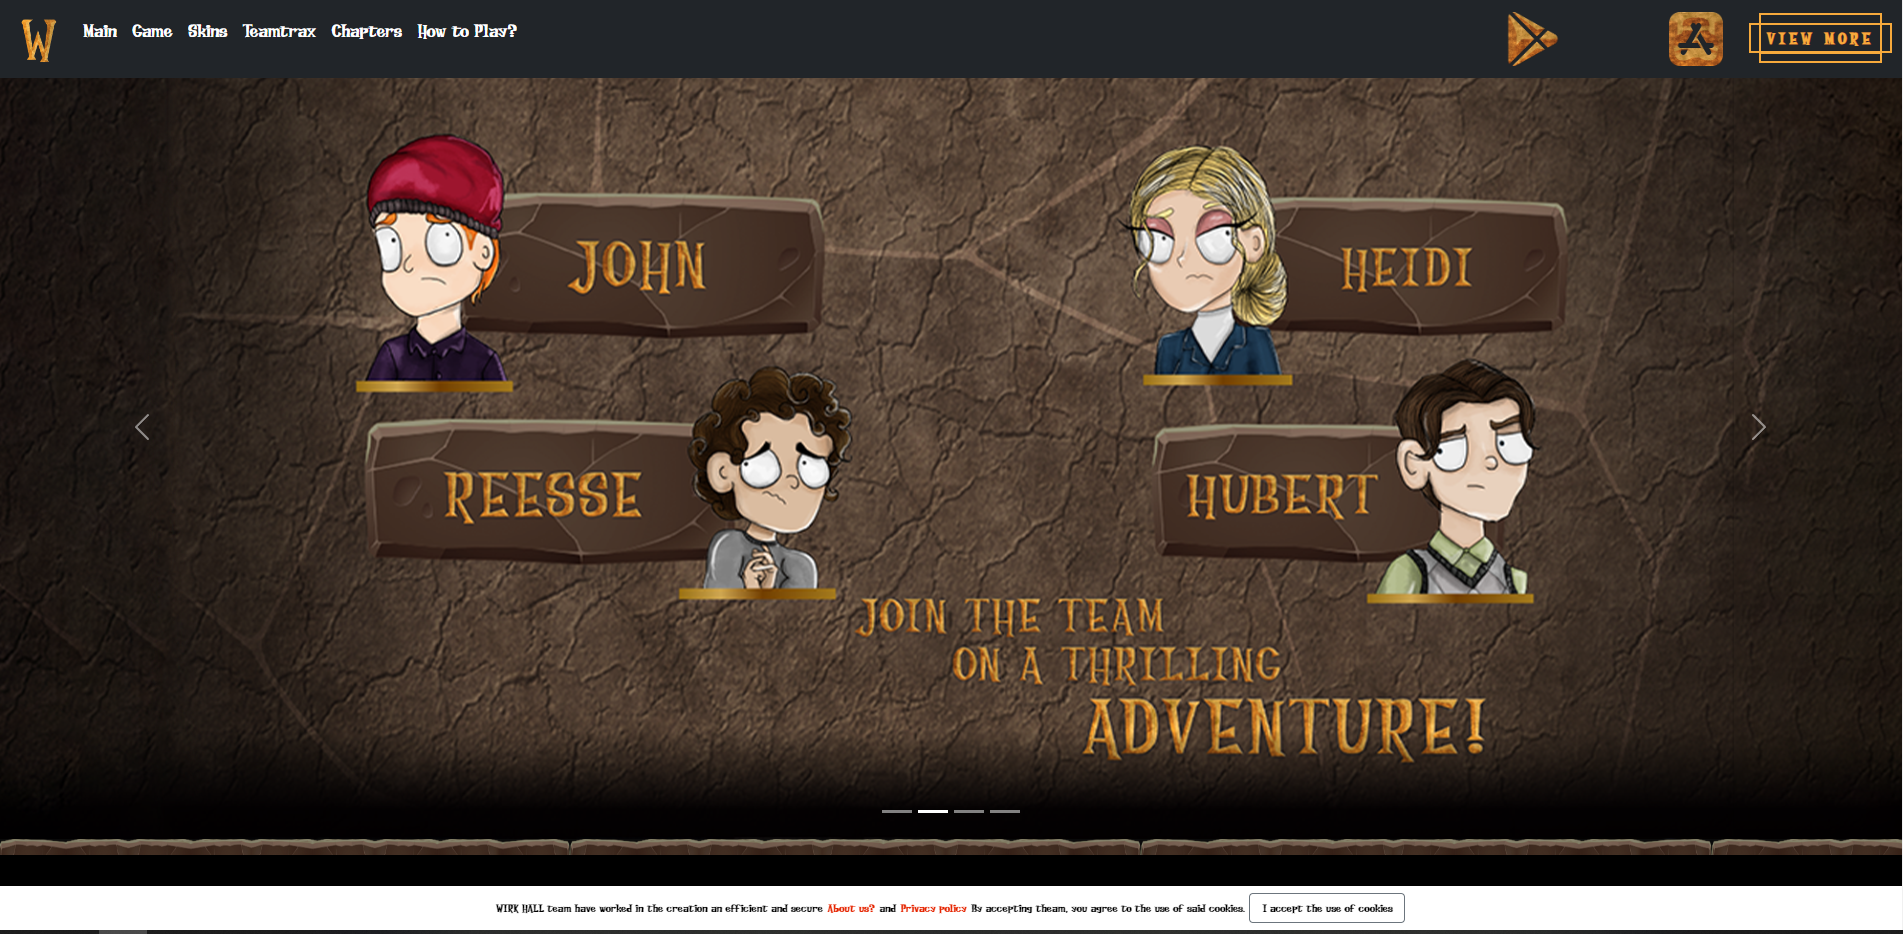 W Main Game Skins Teamtrax Chapters How to Play? VIEW MORE
JOHN
HEIDI
REESSE
HUBERT
JOIN THE TEAM
ON A THRILLING
ADVENTURE!
WIRK HALL team have worked in the creation an efficient and secure About us? and Privacy policy By accepting theam, you agree to the use of said cookies. I accept the use of cookies